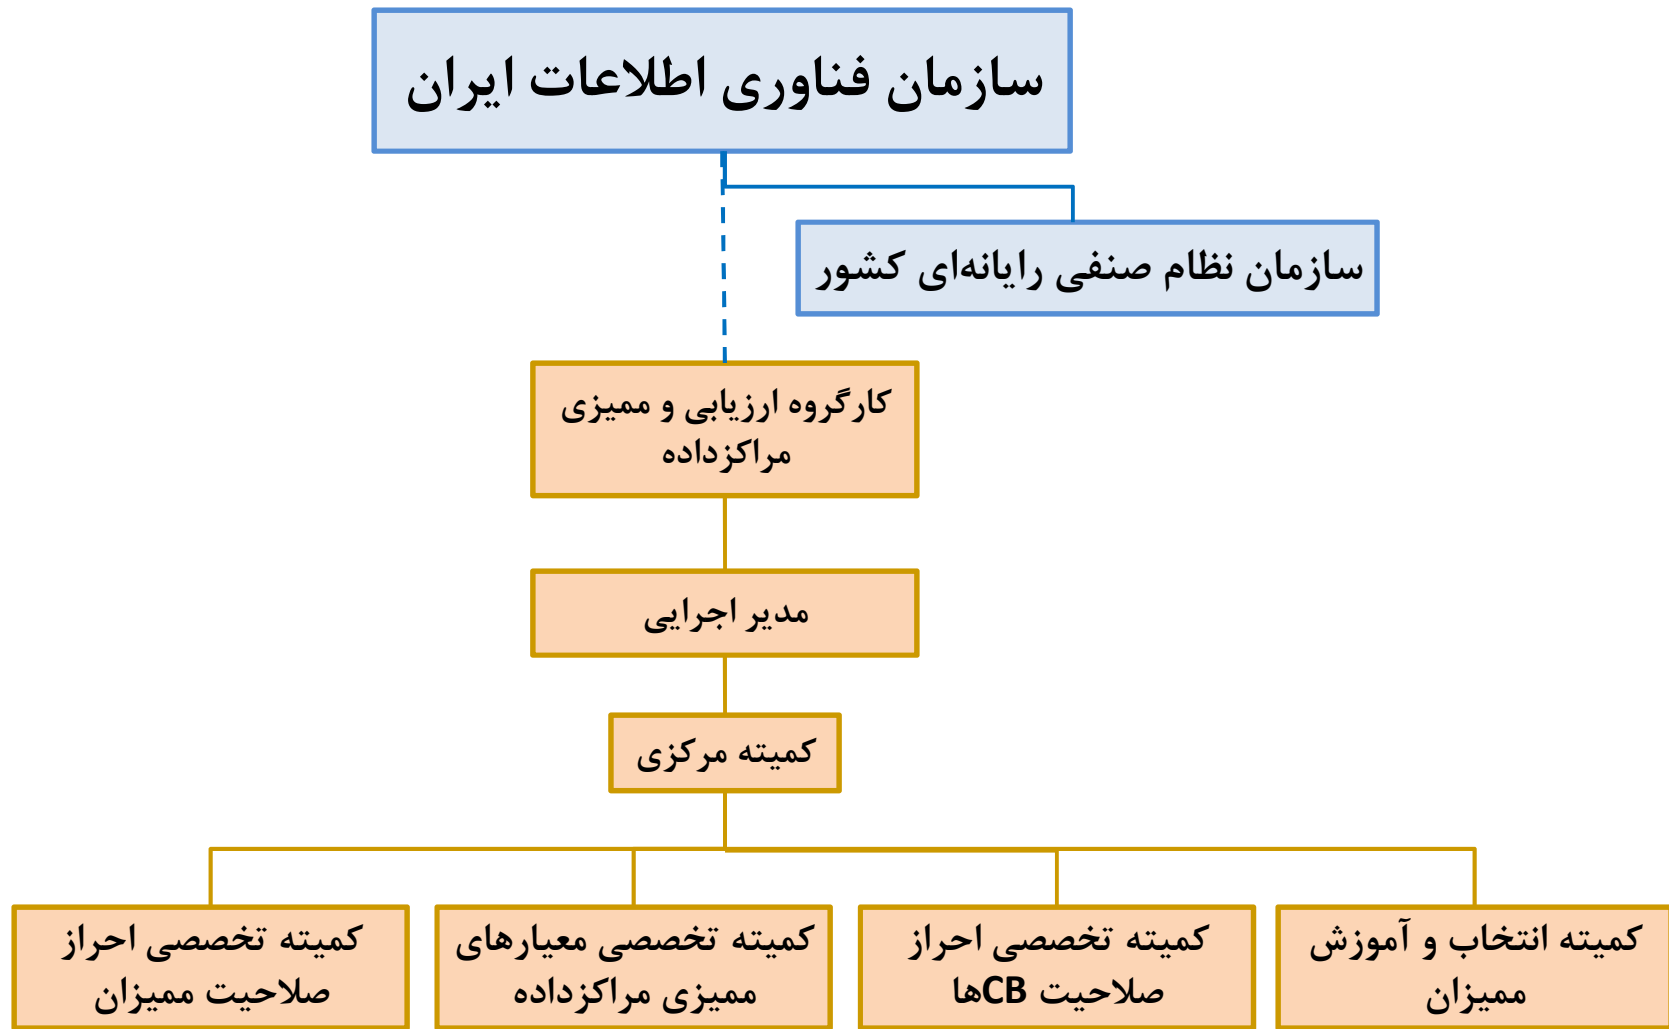 سازمان فناوری اطلاعات ایران
سازمان نظام صنفی رایانه‌ای کشور
کارگروه ارزیابی و ممیزی
مراکزداده
مدیر اجرایی
کمیته مرکزی
کمیته انتخاب و آموزش
ممیزان
کمیته تخصصی احراز
صلاحیت CBها
کمیته تخصصی معیارهای
ممیزی مراکزداده
کمیته تخصصی احراز
صلاحیت ممیزان